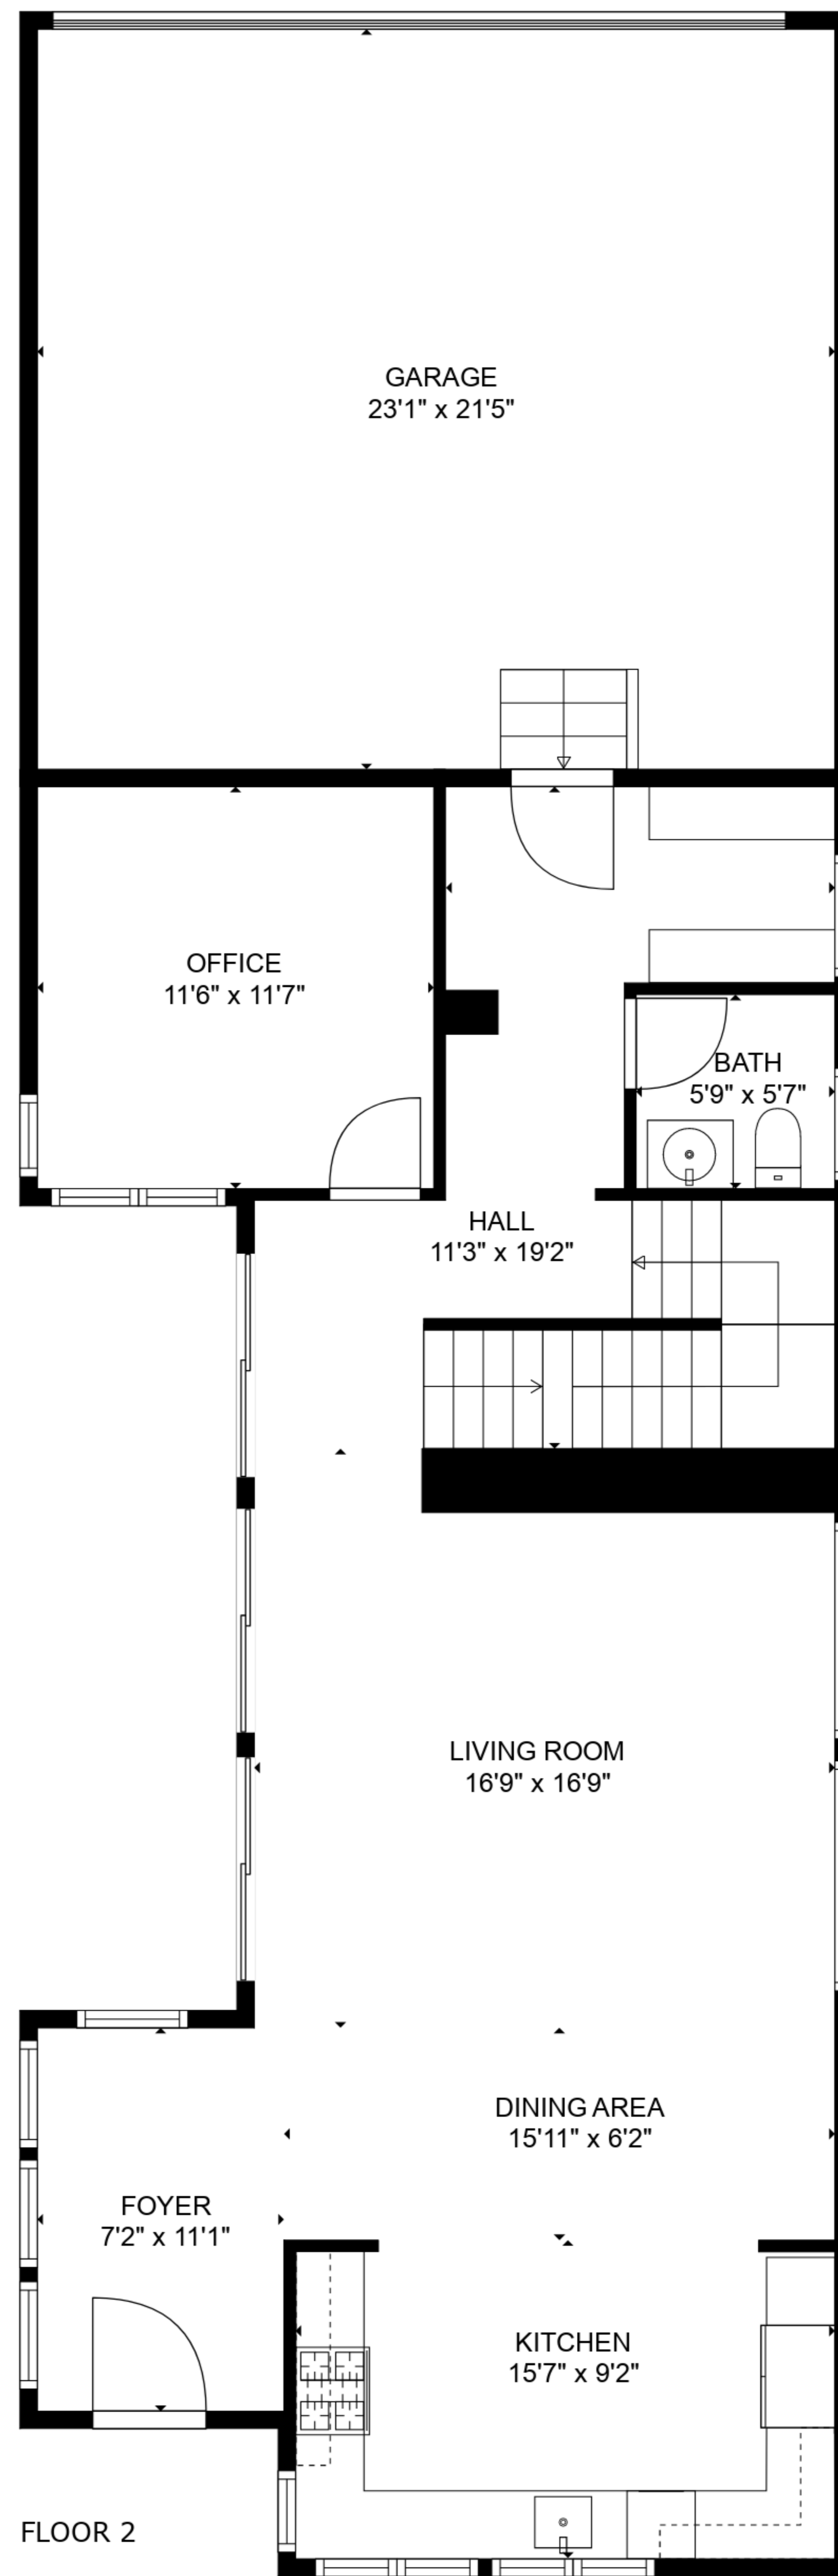 GARAGE
23'1" x 21'5"
OFFICE
11'6" x 11'7"
BATH
5'9" x 5'7"
HALL
11'3" x 19'2"
LIVING ROOM
16'9" x 16'9"
DINING AREA
15'11" x 6'2"
FOYER
7'2" x 11'1"
KITCHEN
15'7" x 9'2"
FLOOR 2